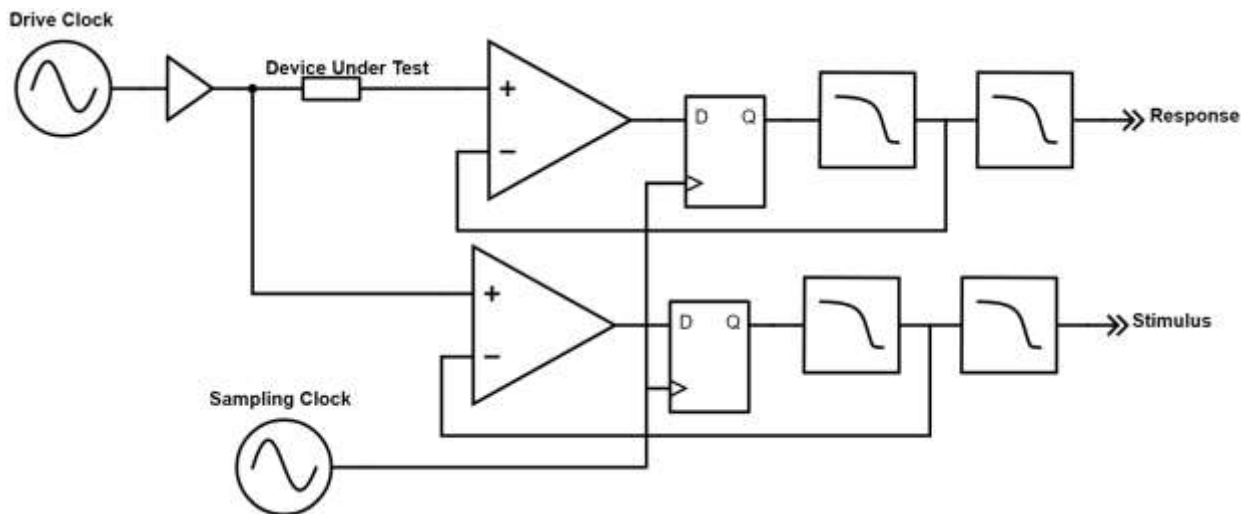 Drive Clock
Device Under Test
+
−
D Q
Response
+
−
D Q
Stimulus
Sampling Clock